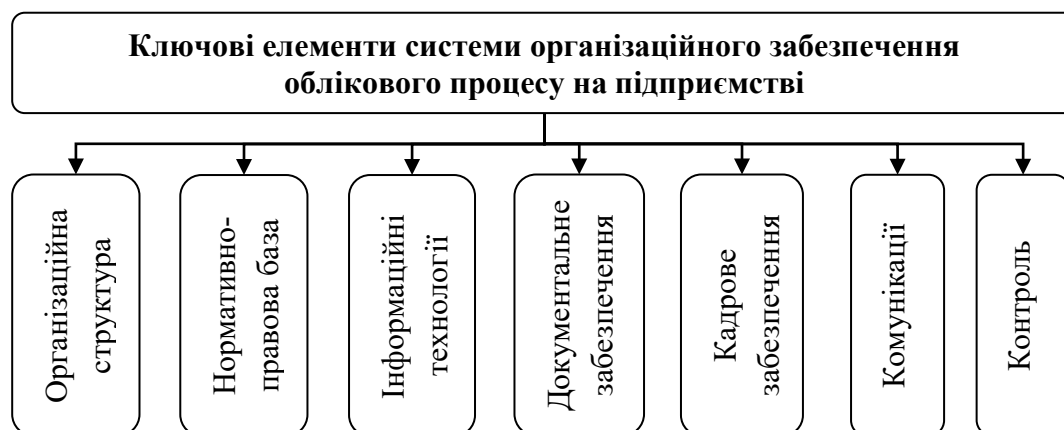 Ключові елементи системи організаційного забезпечення
облікового процесу на підприємстві
Організаційна
структура
Нормативно-
правова база
Інформаційні
технології
Документальне
забезпечення
Кадрове
забезпечення
Комунікації
Контроль